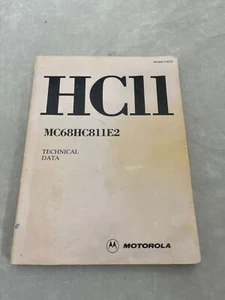 HC11
MC68HC811E2
TECHNICAL
DATA
MOTOROLA